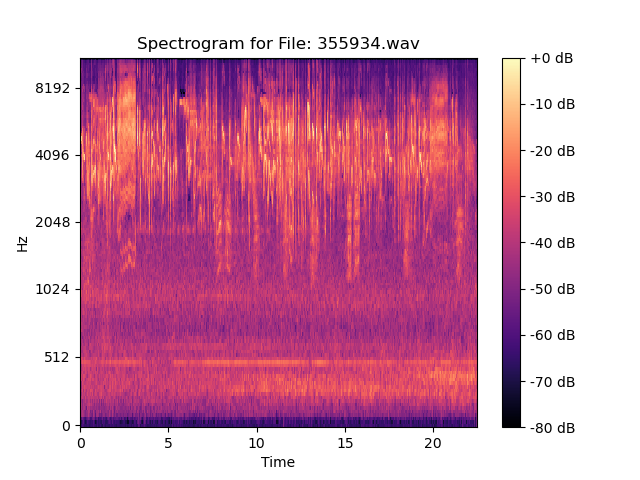 Spectrogram for File: 355934.wav
+0 dB
8192
-10 dB
4096
-20 dB
-30 dB
2048
Hz
-40 dB
1024
-50 dB
512
-60 dB
-70 dB
0
-80 dB
0 5 10 15 20
Time